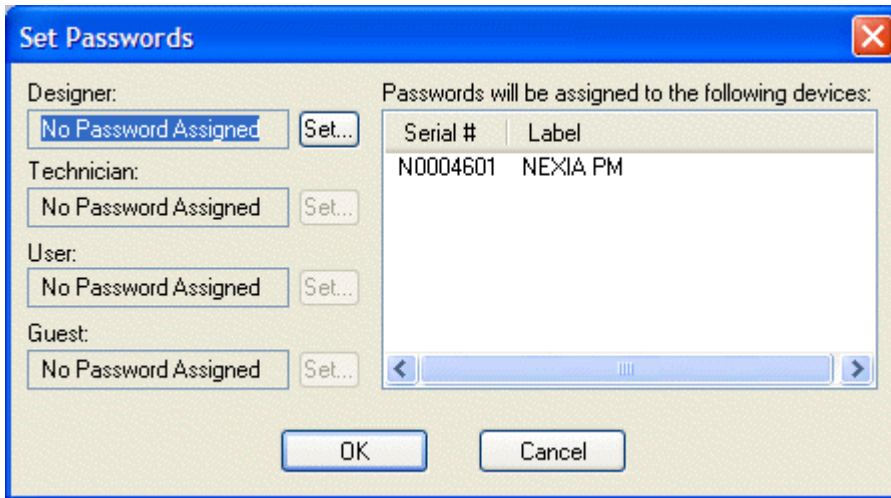 Set Passwords
Designer:
No Password Assigned
Set...
Technician:
No Password Assigned
Set...
User:
No Password Assigned
Set...
Guest:
No Password Assigned
Set...
Passwords will be assigned to the following devices:
Serial # Label
N0004601 NEXIA PM
OK
Cancel